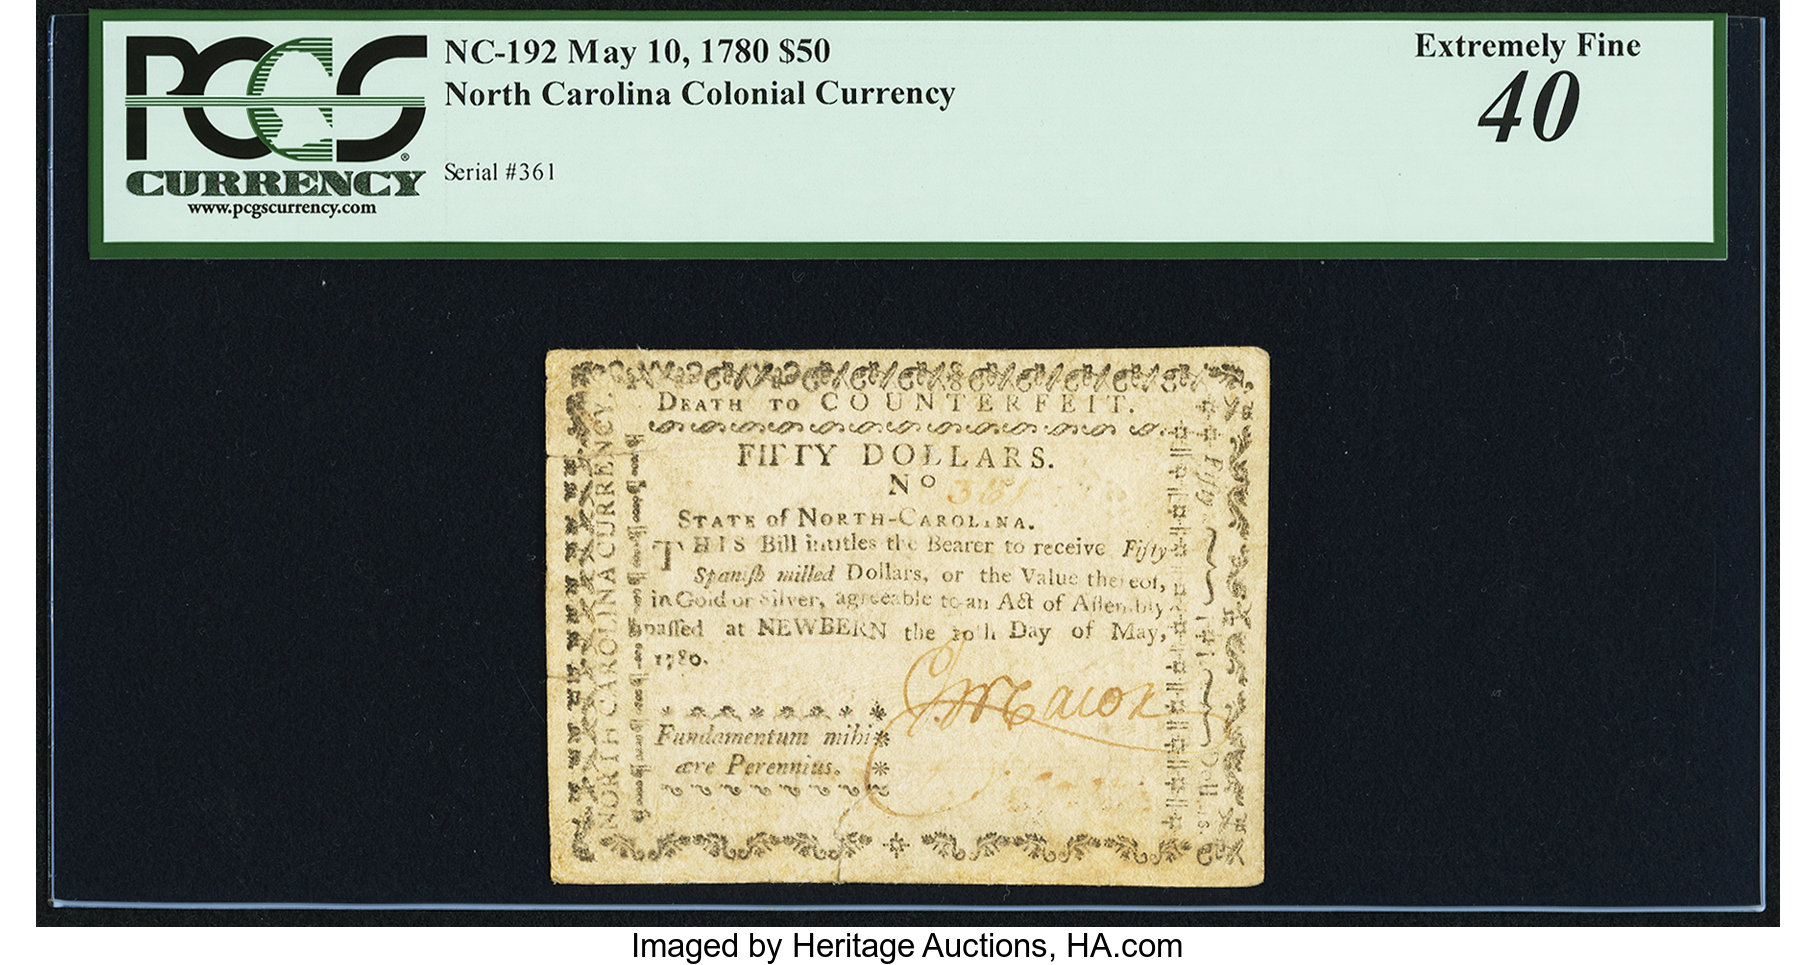 PCGS
CURRENCY
www.pcgscurrency.com
NC-192 May 10, 1780 $50
North Carolina Colonial Currency
Serial #361
Extremely Fine
40
DEATH TO COUNTERFEIT.
FIFTY DOLLARS.
No 361
STATE of NORTH-CAROLINA.
THIS Bill intitles the Bearer to receive Fifty
Spanish milled Dollars, or the Value thereof,
in Gold or Silver, agreeable to an Act of Assembly
passed at NEWBERN the 10th Day of May,
1780.
Fundamentum mihi
ære Perennius.
NORTH CAROLINA CURRENCY.
Fifty Dollars.
Imaged by Heritage Auctions, HA.com